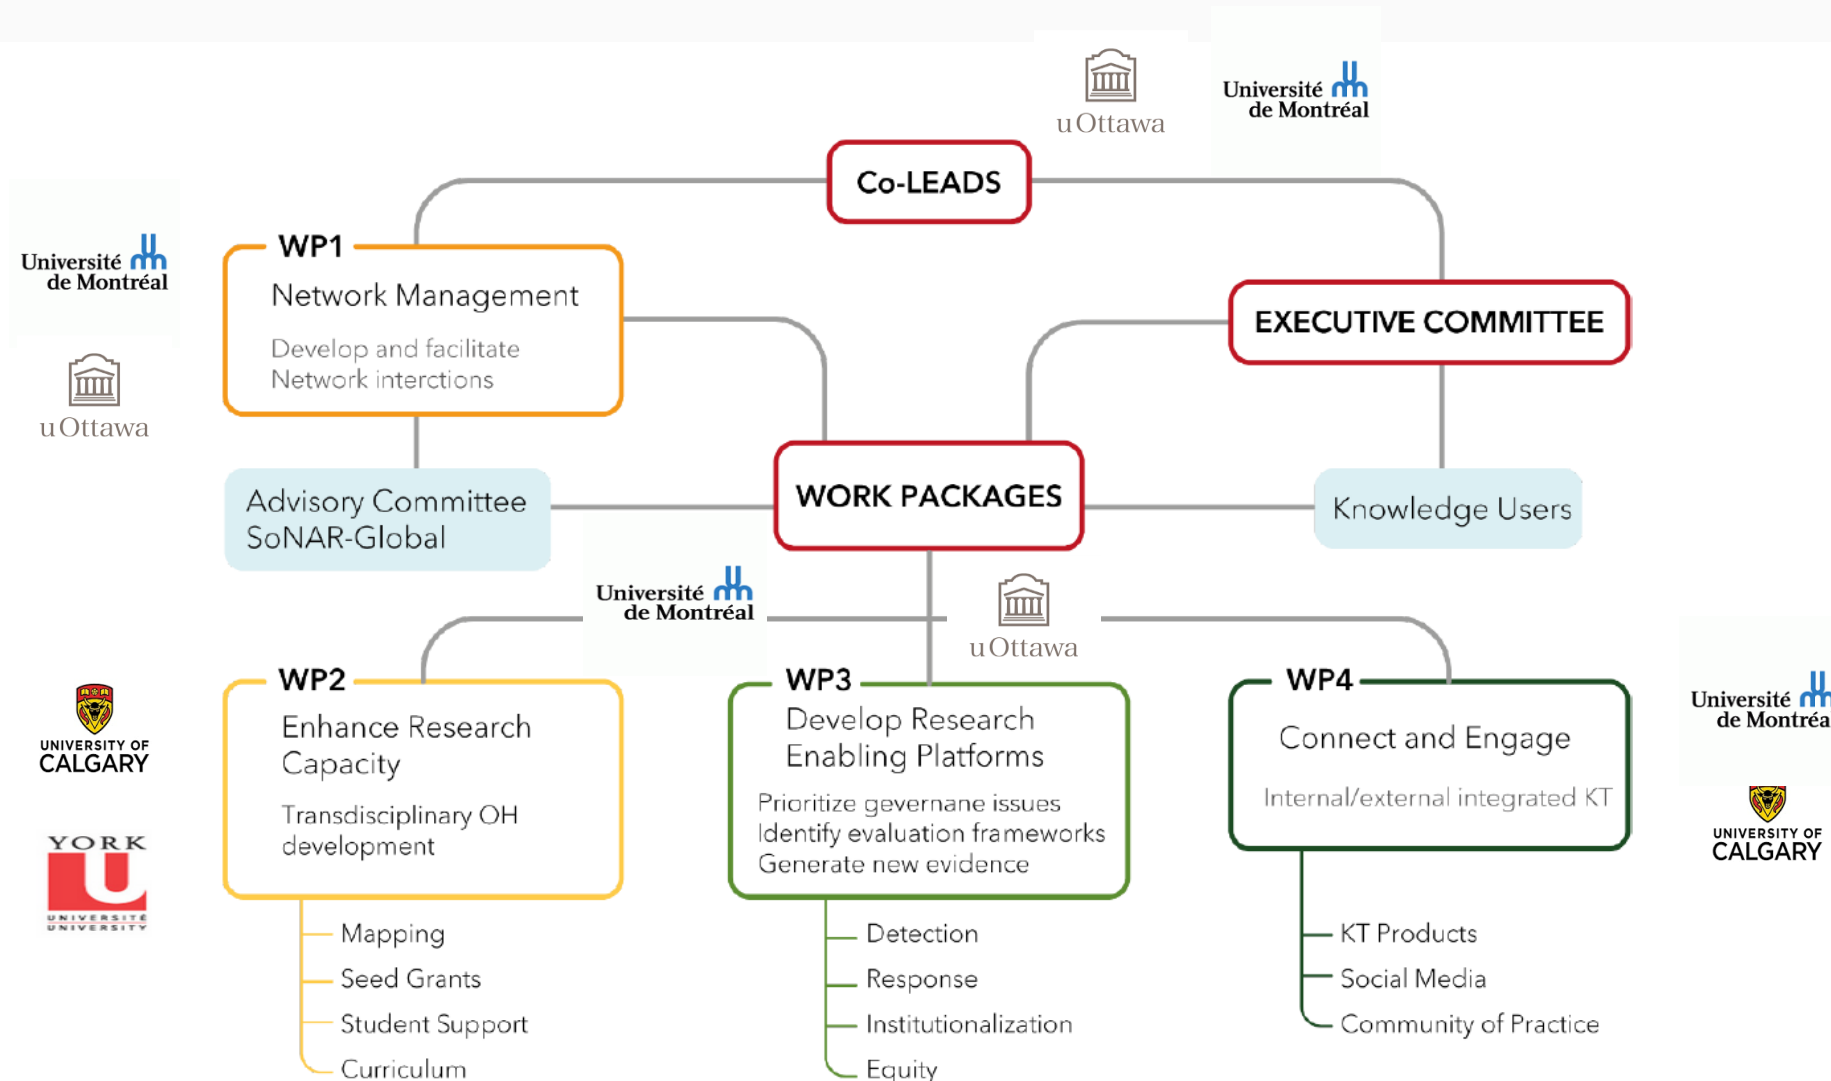 uOttawa
Université
de Montréal
Co-LEADS
Université
de Montréal
uOttawa
WP1
Network Management
Develop and facilitate
Network interctions
EXECUTIVE COMMITTEE
Advisory Committee
SoNAR-Global
WORK PACKAGES
Knowledge Users
Université
de Montréal
uOttawa
UNIVERSITY OF
CALGARY
YORK
U
UNIVERSITÉ
UNIVERSITY
WP2
Enhance Research
Capacity
Transdisciplinary OH
development
Mapping
Seed Grants
Student Support
Curriculum
WP3
Develop Research
Enabling Platforms
Prioritize gevernane issues
Identify evaluation frameworks
Generate new evidence
Detection
Response
Institutionalization
Equity
WP4
Connect and Engage
Internal/external integrated KT
KT Products
Social Media
Community of Practice
Université
de Montréa
UNIVERSITY OF
CALGARY